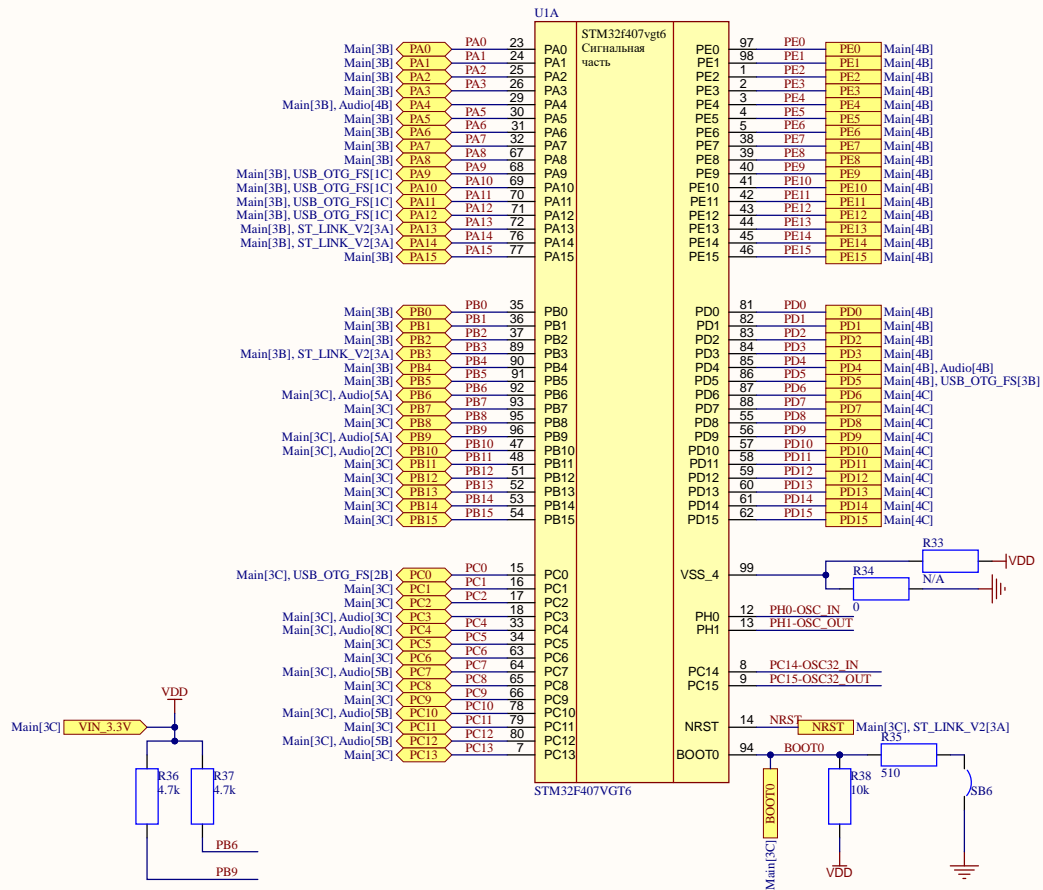 U1A
STM32f407vgt6
Сигнальная
часть
Main[3B] PA0 PA0 23 PA0
Main[3B] PA1 PA1 24 PA1
Main[3B] PA2 PA2 25 PA2
Main[3B] PA3 PA3 26 PA3
Main[3B], Audio[4B] PA4 29 PA4
Main[3B] PA5 PA5 30 PA5
Main[3B] PA6 PA6 31 PA6
Main[3B] PA7 PA7 32 PA7
Main[3B] PA8 PA8 67 PA8
Main[3B], USB_OTG_FS[1C] PA9 PA9 68 PA9
Main[3B], USB_OTG_FS[1C] PA10 PA10 69 PA10
Main[3B], USB_OTG_FS[1C] PA11 PA11 70 PA11
Main[3B], USB_OTG_FS[1C] PA12 PA12 71 PA12
Main[3B], ST_LINK_V2[3A] PA13 PA13 72 PA13
Main[3B], ST_LINK_V2[3A] PA14 PA14 76 PA14
Main[3B] PA15 PA15 77 PA15
PE0 97 PE0 PE0 Main[4B]
PE1 98 PE1 PE1 Main[4B]
PE2 1 PE2 PE2 Main[4B]
PE3 2 PE3 PE3 Main[4B]
PE4 3 PE4 PE4 Main[4B]
PE5 4 PE5 PE5 Main[4B]
PE6 5 PE6 PE6 Main[4B]
PE7 38 PE7 PE7 Main[4B]
PE8 39 PE8 PE8 Main[4B]
PE9 40 PE9 PE9 Main[4B]
PE10 41 PE10 PE10 Main[4B]
PE11 42 PE11 PE11 Main[4B]
PE12 43 PE12 PE12 Main[4B]
PE13 44 PE13 PE13 Main[4B]
PE14 45 PE14 PE14 Main[4B]
PE15 46 PE15 PE15 Main[4B]
Main[3B] PB0 PB0 35 PB0
Main[3B] PB1 PB1 36 PB1
Main[3B] PB2 PB2 37 PB2
Main[3B], ST_LINK_V2[3A] PB3 PB3 89 PB3
Main[3B] PB4 PB4 90 PB4
Main[3B] PB5 PB5 91 PB5
Main[3C], Audio[5A] PB6 PB6 92 PB6
Main[3C] PB7 PB7 93 PB7
Main[3C] PB8 PB8 95 PB8
Main[3C], Audio[5A] PB9 PB9 96 PB9
Main[3C], Audio[2C] PB10 PB10 47 PB10
Main[3C] PB11 PB11 48 PB11
Main[3C] PB12 PB12 51 PB12
Main[3C] PB13 PB13 52 PB13
Main[3C] PB14 PB14 53 PB14
Main[3C] PB15 PB15 54 PB15
PD0 81 PD0 PD0 Main[4B]
PD1 82 PD1 PD1 Main[4B]
PD2 83 PD2 PD2 Main[4B]
PD3 84 PD3 PD3 Main[4B]
PD4 85 PD4 PD4 Main[4B], Audio[4B]
PD5 86 PD5 PD5 Main[4B], USB_OTG_FS[3B]
PD6 87 PD6 PD6 Main[4C]
PD7 88 PD7 PD7 Main[4C]
PD8 55 PD8 PD8 Main[4C]
PD9 56 PD9 PD9 Main[4C]
PD10 57 PD10 PD10 Main[4C]
PD11 58 PD11 PD11 Main[4C]
PD12 59 PD12 PD12 Main[4C]
PD13 60 PD13 PD13 Main[4C]
PD14 61 PD14 PD14 Main[4C]
PD15 62 PD15 PD15 Main[4C]
Main[3C], USB_OTG_FS[2B] PC0 PC0 15 PC0
Main[3C] PC1 PC1 16 PC1
Main[3C] PC2 PC2 17 PC2
Main[3C], Audio[3C] PC3 18 PC3
Main[3C], Audio[8C] PC4 PC4 33 PC4
Main[3C] PC5 PC5 34 PC5
Main[3C] PC6 PC6 63 PC6
Main[3C], Audio[5B] PC7 PC7 64 PC7
Main[3C] PC8 PC8 65 PC8
Main[3C] PC9 PC9 66 PC9
Main[3C], Audio[5B] PC10 PC10 78 PC10
Main[3C] PC11 PC11 79 PC11
Main[3C], Audio[5B] PC12 PC12 80 PC12
Main[3C] PC13 PC13 7 PC13
R33
VSS_4 99 R34 N/A VDD
0
PH0 12 PH0-OSC_IN
PH1 13 PH1-OSC_OUT
PC14 8 PC14-OSC32_IN
PC15 9 PC15-OSC32_OUT
NRST 14 NRST NRST Main[3C], ST_LINK_V2[3A]
BOOT0 94 BOOT0 R35
510
BOOT0
Main[3C]
R38
10k
VDD
SB6
STM32F407VGT6
VDD
Main[3C] VIN_3.3V
R36
4.7k
R37
4.7k
PB6
PB9